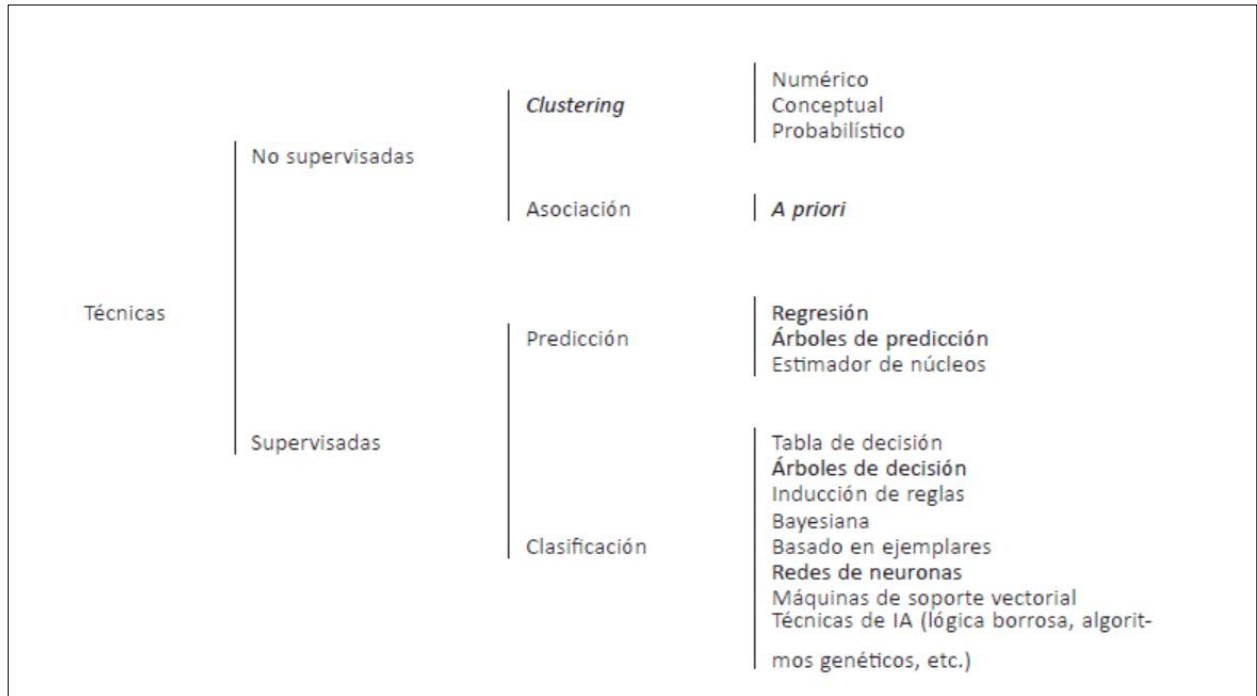 Técnicas
No supervisadas
Clustering
Numérico
Conceptual
Probabilístico
Asociación
A priori
Supervisadas
Predicción
Regresión
Árboles de predicción
Estimador de núcleos
Clasificación
Tabla de decisión
Árboles de decisión
Inducción de reglas
Bayesiana
Basado en ejemplares
Redes de neuronas
Máquinas de soporte vectorial
Técnicas de IA (lógica borrosa, algorit-
mos genéticos, etc.)